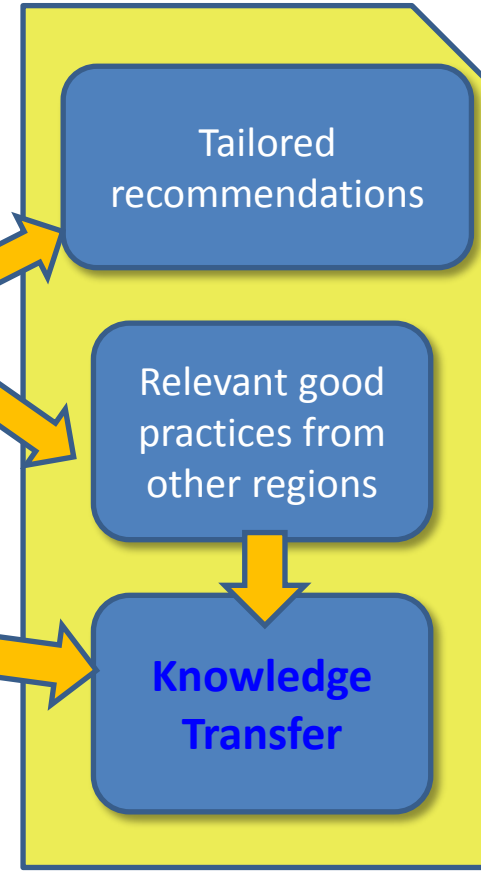 Tailored
recommendations
Relevant good
practices from
other regions
Knowledge
Transfer